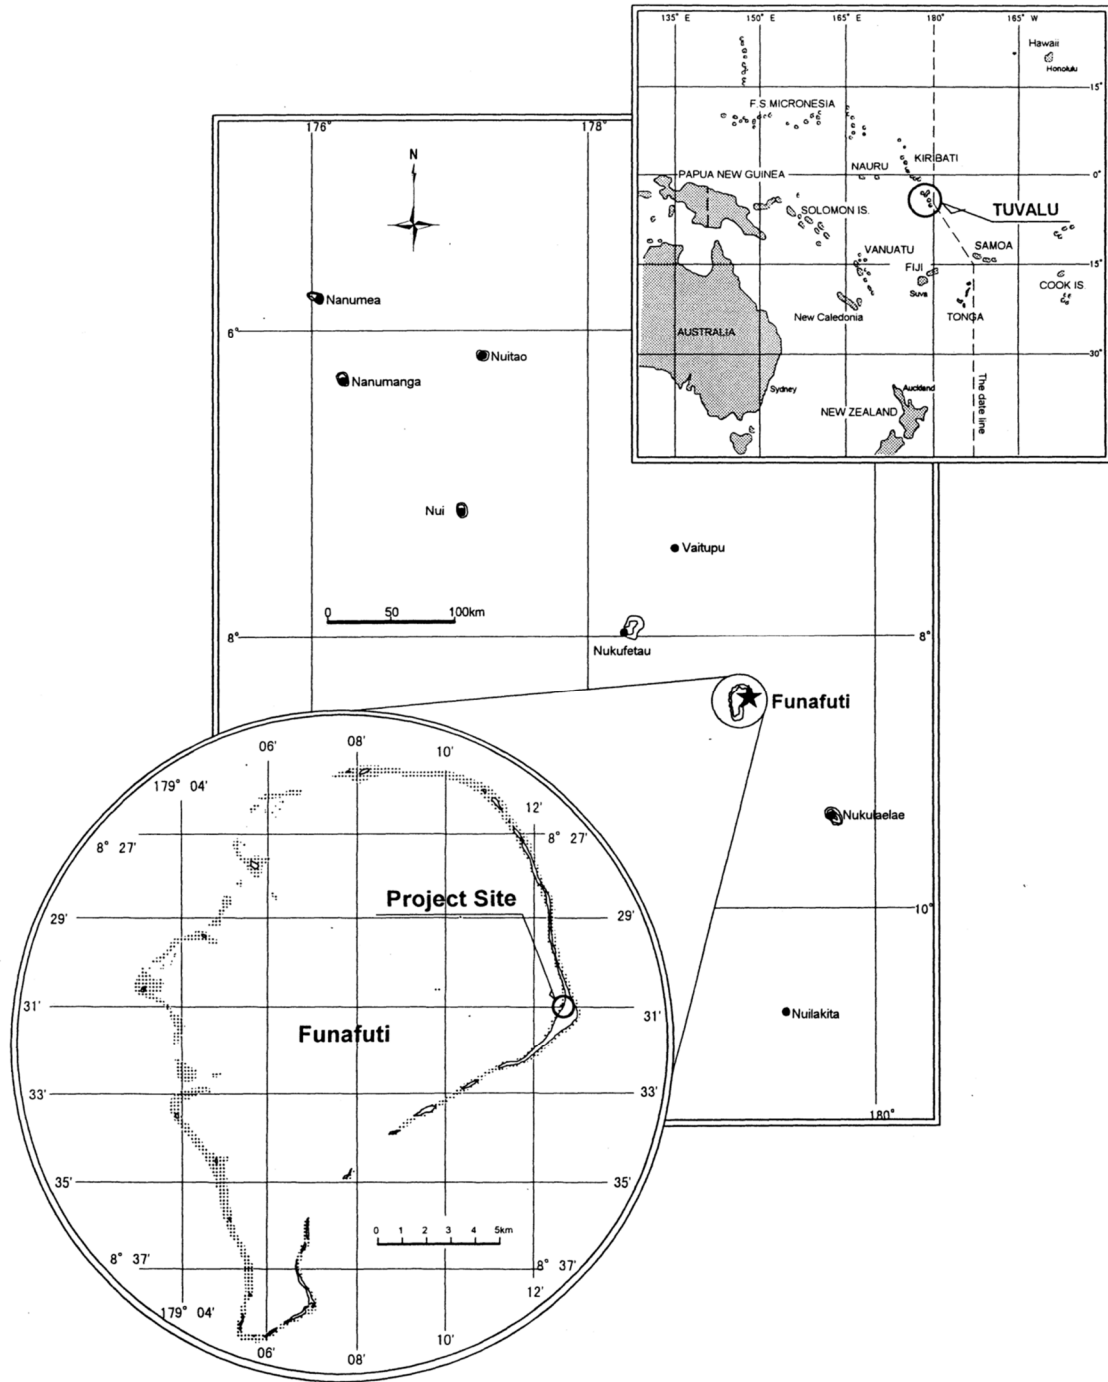 135° E
150° E
165° E
180°
165° W
Hawaii
Honolulu
15°
F.S.MICRONESIA
KIRIBATI
NAURU
0°
PAPUA NEW GUINEA
SOLOMON IS.
TUVALU
VANUATU
SAMOA
15°
FIJI
Suva
COOK IS.
New Caledonia
TONGA
AUSTRALIA
30°
Sydney
Auckland
The date line
NEW ZEALAND
176°
178°
N
Nanumea
6°
Nuitao
Nanumanga
Nui
Vaitupu
0 50 100km
8°
8°
Nukufetau
Funafuti
Nukulaelae
10°
Nuilakita
180°
179° 04'
06'
08'
10'
12'
8° 27'
8° 27'
Project Site
29'
29'
31'
31'
Funafuti
33'
33'
35'
35'
0 1 2 3 4 5km
8° 37'
8° 37'
12'
179° 04'
06'
08'
10'